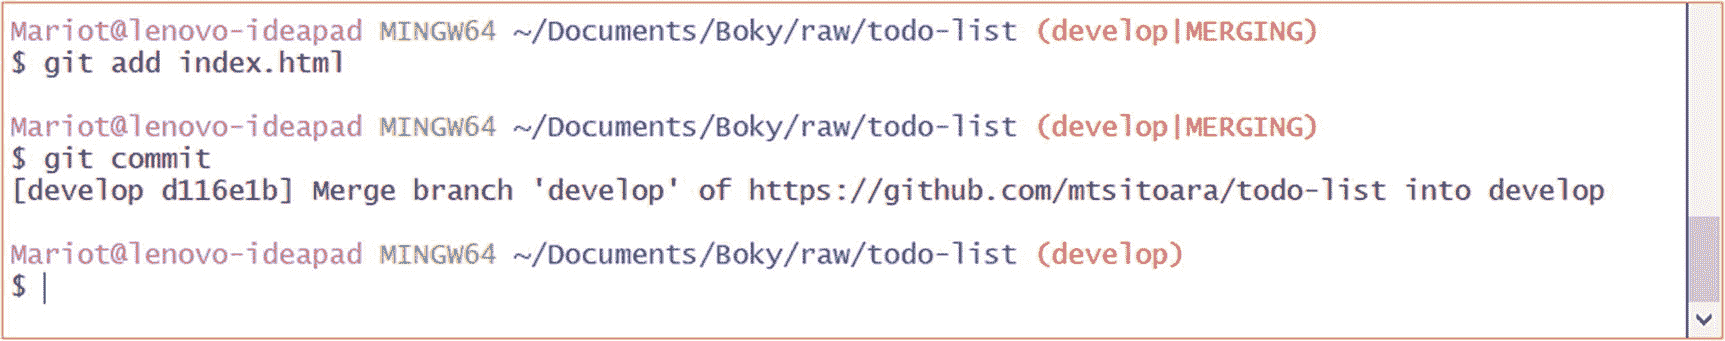 Mariot@lenovo-ideapad MINGW64 ~/Documents/Boky/raw/todo-list (develop|MERGING)
$ git add index.html
Mariot@lenovo-ideapad MINGW64 ~/Documents/Boky/raw/todo-list (develop|MERGING)
$ git commit
[develop d116e1b] Merge branch 'develop' of https://github.com/mtsitoara/todo-list into develop
Mariot@lenovo-ideapad MINGW64 ~/Documents/Boky/raw/todo-list (develop)
$